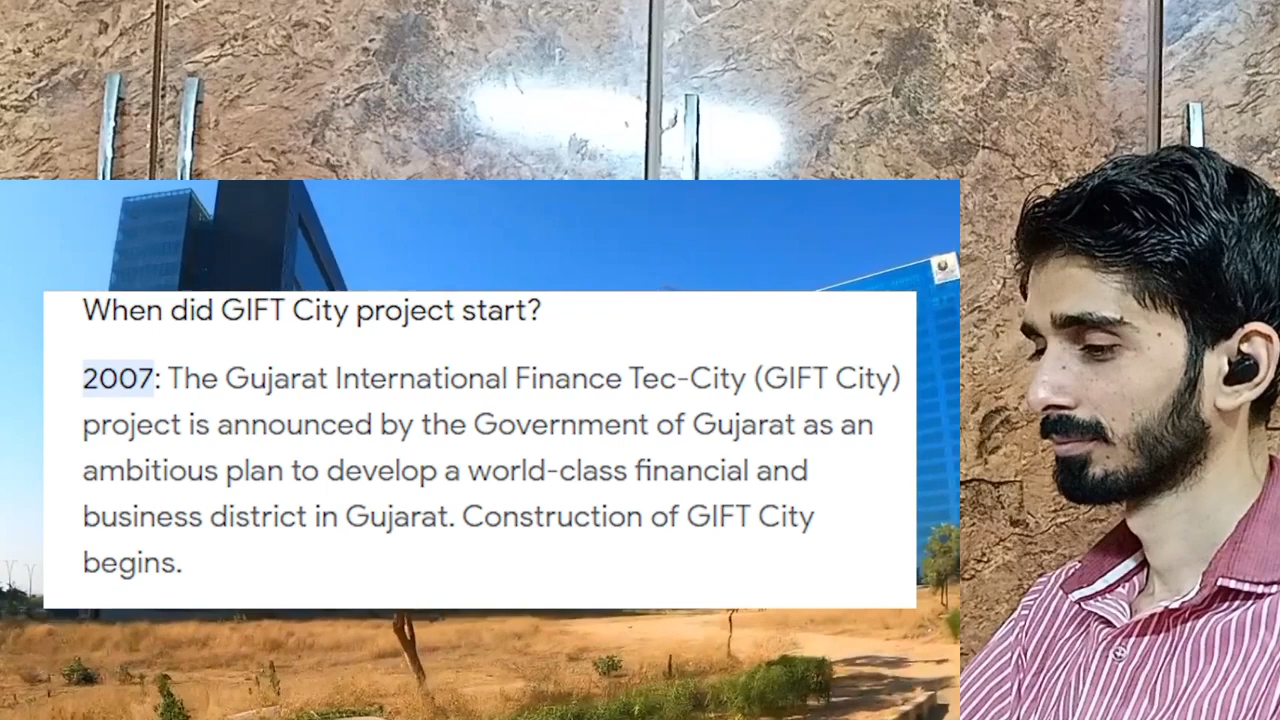 When did GIFT City project start?
2007: The Gujarat International Finance Tec-City (GIFT City)
project is announced by the Government of Gujarat as an
ambitious plan to develop a world-class financial and
business district in Gujarat. Construction of GIFT City
begins.